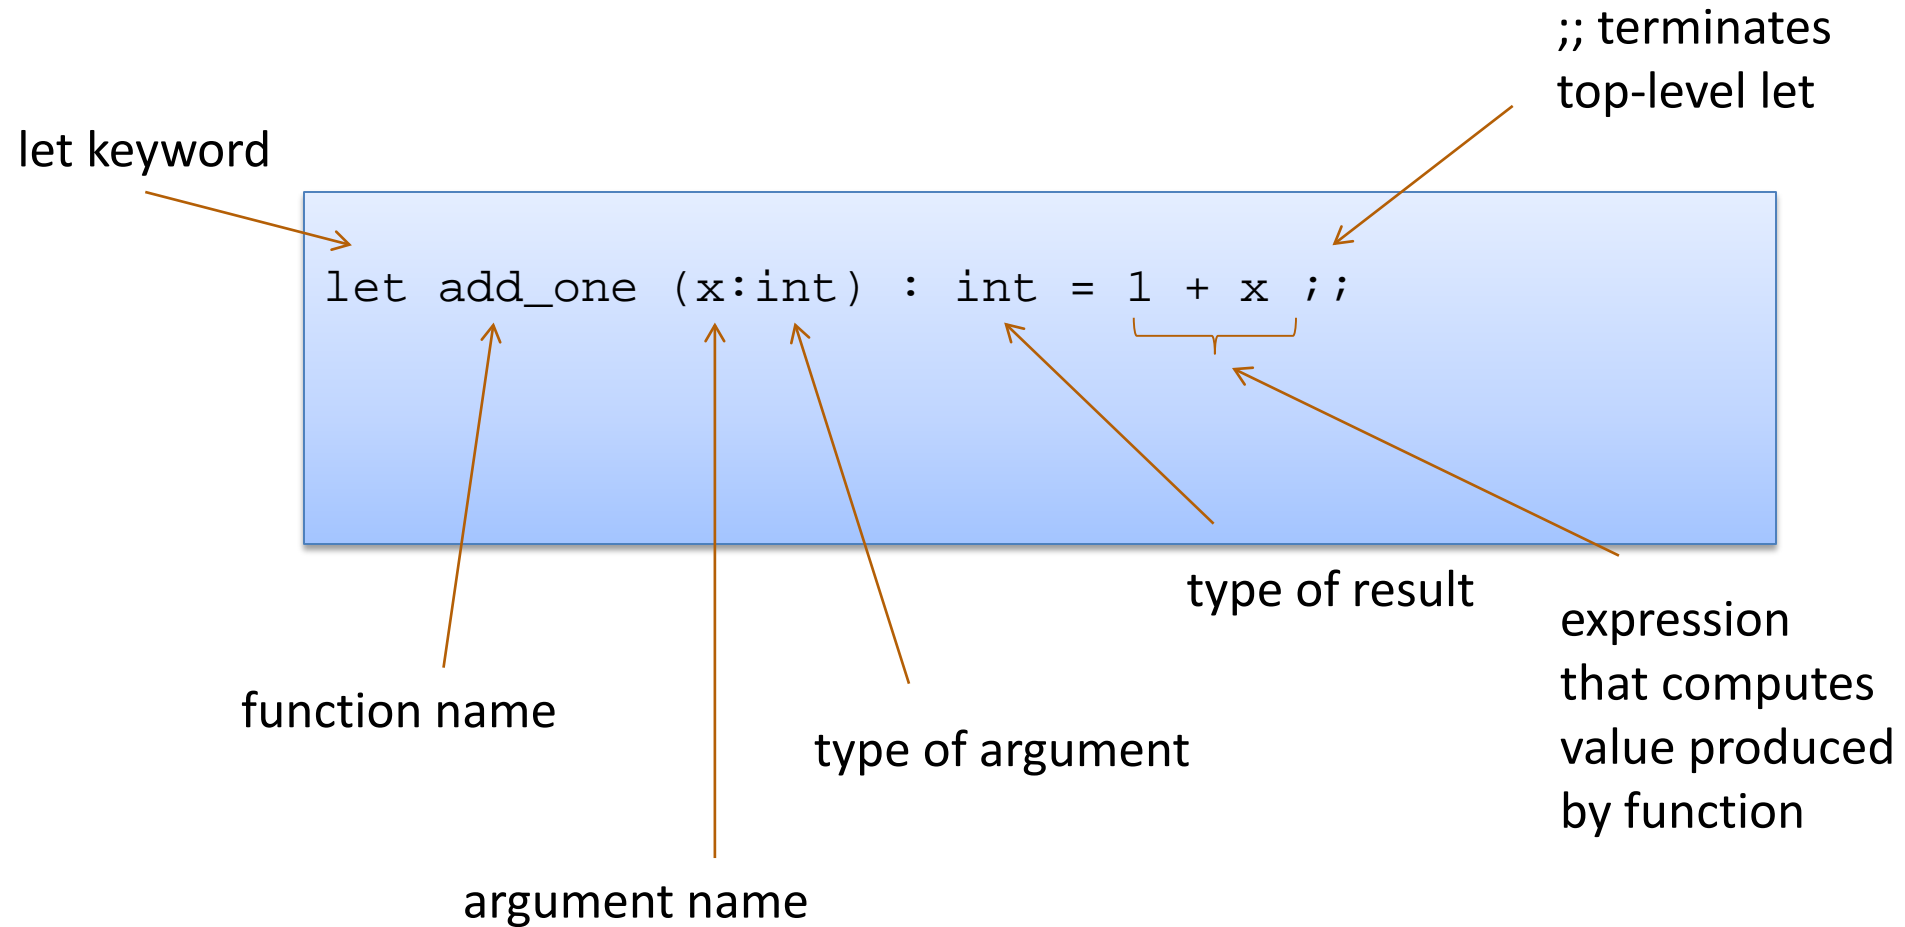 ;; terminates
top-level let
let keyword
let add_one (x:int) : int = 1 + x ;;
type of result
expression
that computes
value produced
by function
function name
type of argument
argument name